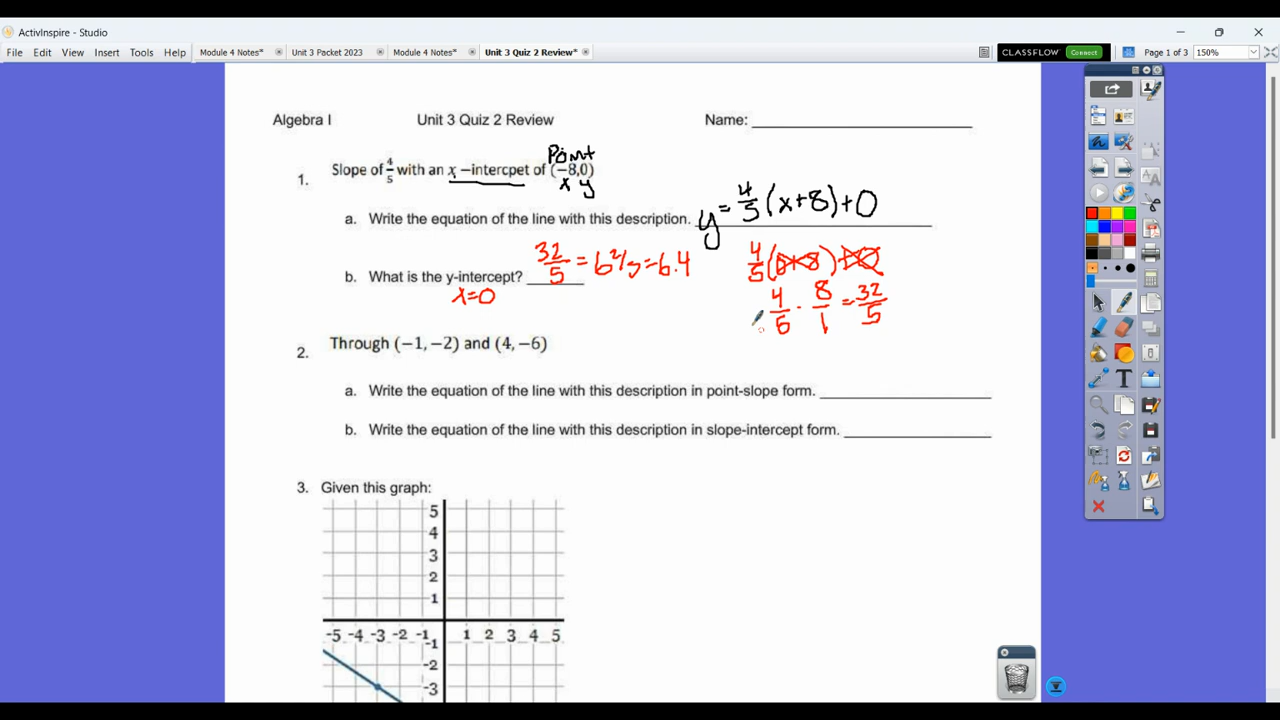 ActivInspire - Studio
File Edit View Insert Tools Help
Module 4 Notes* Unit 3 Packet 2023 Module 4 Notes* Unit 3 Quiz 2 Review*
CLASSFLOW Connect Page 1 of 3 150%
Algebra I Unit 3 Quiz 2 Review Name: ____
Point
1. Slope of 4/5 with an x-intercpet of (−8,0)
x y
a. Write the equation of the line with this description. y = 4/5 (x+8)+0
b. What is the y-intercept? 32/5 = 6 2/5 = 6.4
x=0
4/5 (0+8)+0
4/5 · 8/1 = 32/5
2. Through (−1, −2) and (4, −6)
a. Write the equation of the line with this description in point-slope form. ____
b. Write the equation of the line with this description in slope-intercept form. ____
3. Given this graph:
5
4
3
2
1
-5 -4 -3 -2 -1 1 2 3 4 5
-1
-2
-3